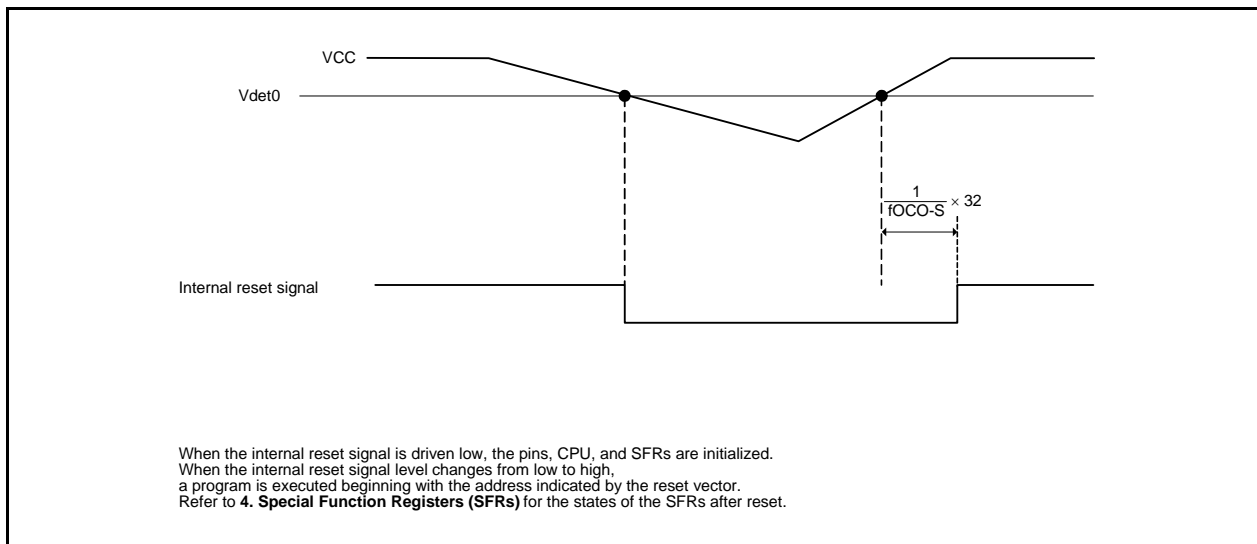 VCC
Vdet0
1
fOCO-S
× 32
Internal reset signal
When the internal reset signal is driven low, the pins, CPU, and SFRs are initialized.
When the internal reset signal level changes from low to high,
a program is executed beginning with the address indicated by the reset vector.
Refer to 4. Special Function Registers (SFRs) for the states of the SFRs after reset.